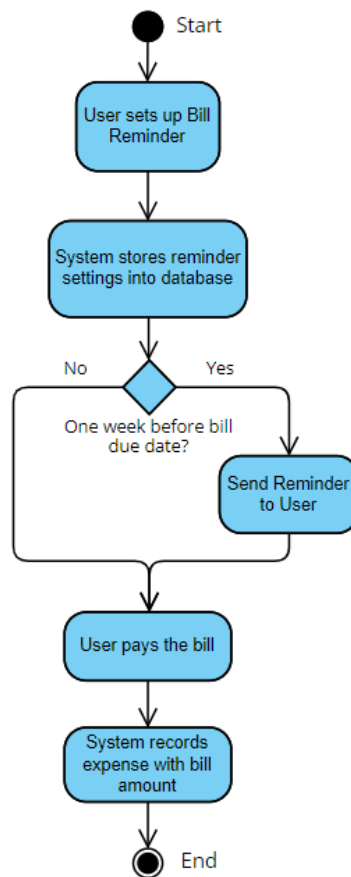 Start
User sets up Bill
Reminder
System stores reminder
settings into database
No
Yes
One week before bill
due date?
Send Reminder
to User
User pays the bill
System records
expense with bill
amount
End